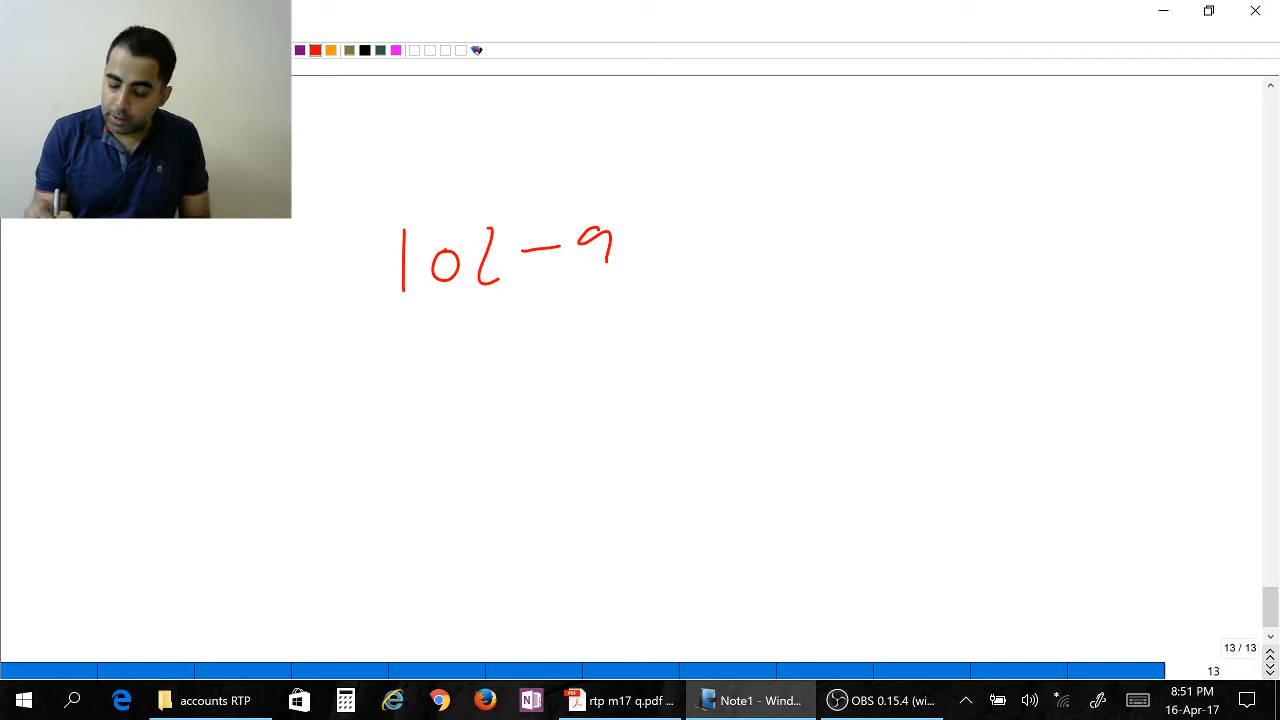 10l - 9
13 / 13
13
accounts RTP
rtp m17 q.pdf ...
Note1 - Wind...
OBS 0.15.4 (wi...
8:51 PM
16-Apr-17